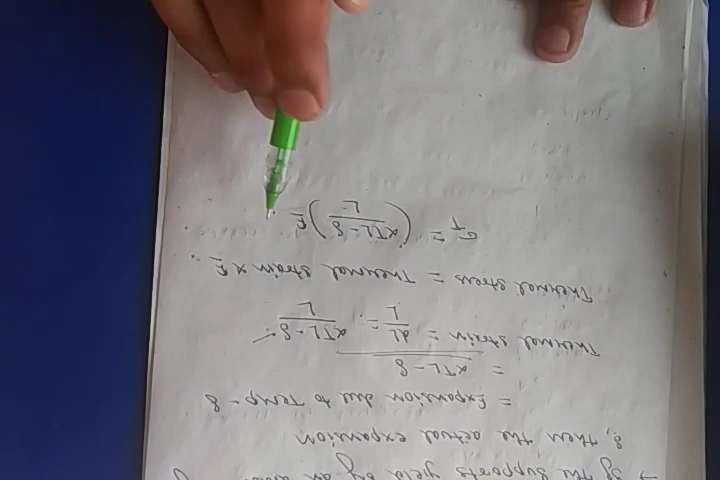 → If the supports yield by an
δ, then the actual expansion
= Expansion due to temp - δ
= αTL - δ
Thermal strain = dL/L = αTL - δ/L
Thermal stress = Thermal strain × E
σT = (αTL - δ/L) E